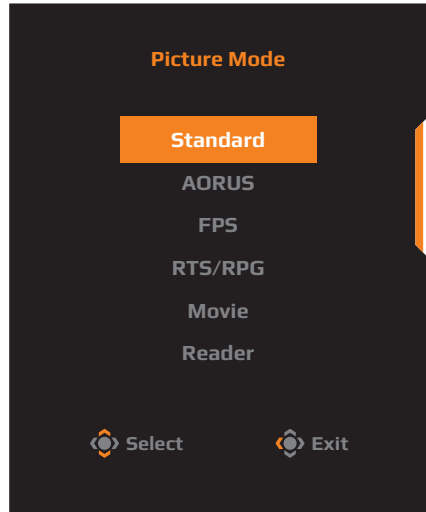 Picture Mode
Standard
AORUS
FPS
RTS/RPG
Movie
Reader
Select Exit